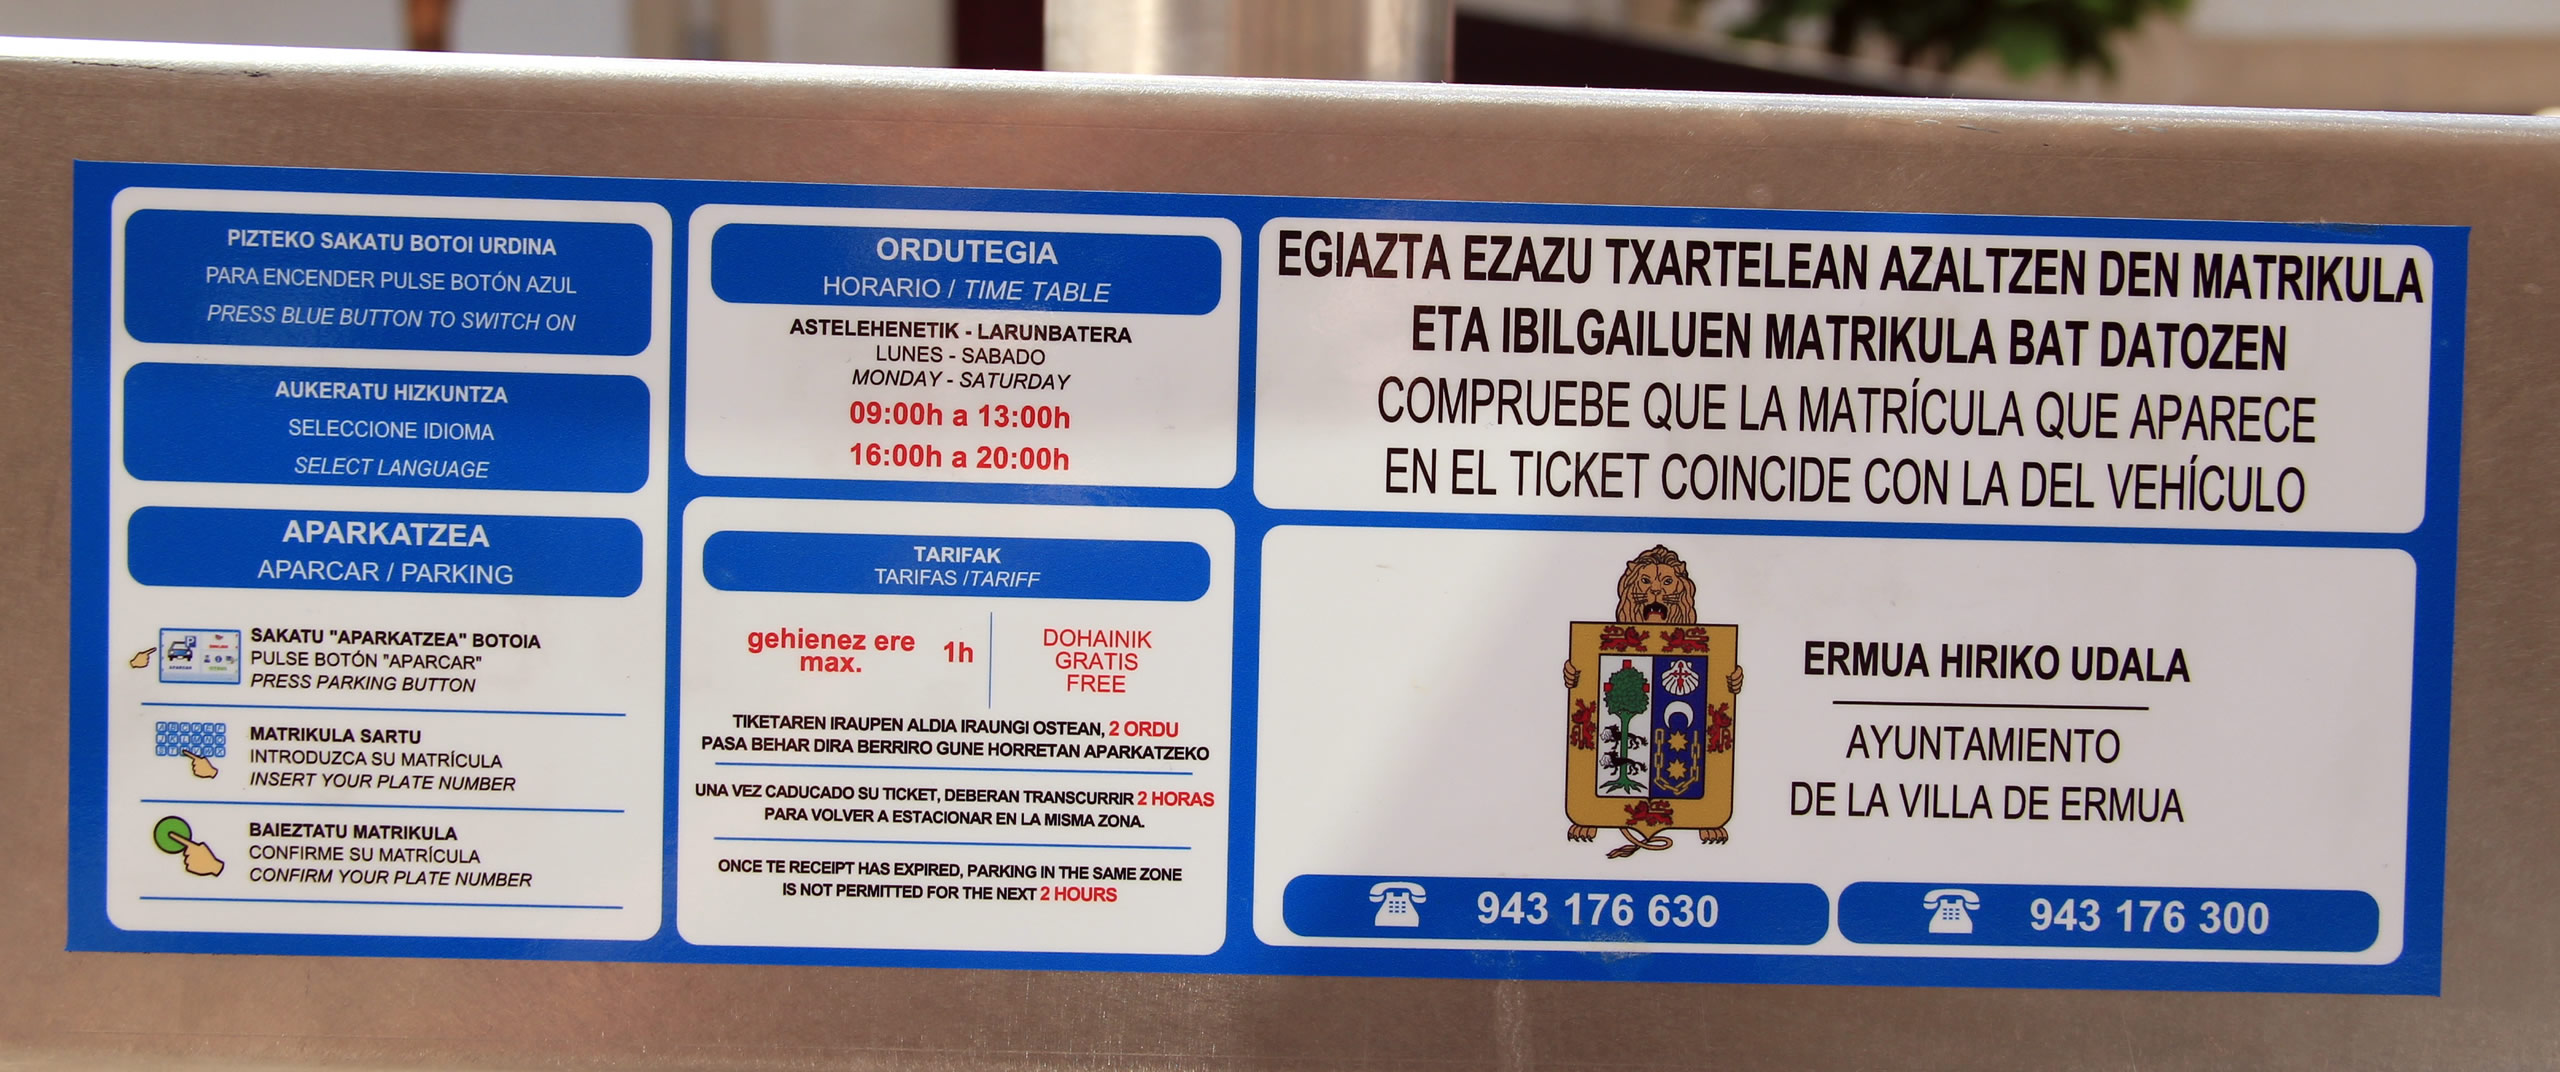 PIZTEKO SAKATU BOTOI URDINA
PARA ENCENDER PULSE BOTÓN AZUL
PRESS BLUE BUTTON TO SWITCH ON
AUKERATU HIZKUNTZA
SELECCIONE IDIOMA
SELECT LANGUAGE
APARKATZEA
APARCAR / PARKING
SAKATU "APARKATZEA" BOTOIA
PULSE BOTÓN "APARCAR"
PRESS PARKING BUTTON
MATRIKULA SARTU
INTRODUZCA SU MATRÍCULA
INSERT YOUR PLATE NUMBER
BAIEZTATU MATRIKULA
CONFIRME SU MATRÍCULA
CONFIRM YOUR PLATE NUMBER
ORDUTEGIA
HORARIO / TIME TABLE
ASTELEHENETIK - LARUNBATERA
LUNES - SABADO
MONDAY - SATURDAY
09:00h a 13:00h
16:00h a 20:00h
TARIFAK
TARIFAS /TARIFF
gehienez ere
max.
1h
DOHAINIK
GRATIS
FREE
TIKETAREN IRAUPEN ALDIA IRAUNGI OSTEAN, 2 ORDU
PASA BEHAR DIRA BERRIRO GUNE HORRETAN APARKATZEKO
UNA VEZ CADUCADO SU TICKET, DEBERAN TRANSCURRIR 2 HORAS
PARA VOLVER A ESTACIONAR EN LA MISMA ZONA.
ONCE TE RECEIPT HAS EXPIRED, PARKING IN THE SAME ZONE
IS NOT PERMITTED FOR THE NEXT 2 HOURS
EGIAZTA EZAZU TXARTELEAN AZALTZEN DEN MATRIKULA
ETA IBILGAILUEN MATRIKULA BAT DATOZEN
COMPRUEBE QUE LA MATRÍCULA QUE APARECE
EN EL TICKET COINCIDE CON LA DEL VEHÍCULO
ERMUA HIRIKO UDALA
AYUNTAMIENTO
DE LA VILLA DE ERMUA
943 176 630
943 176 300